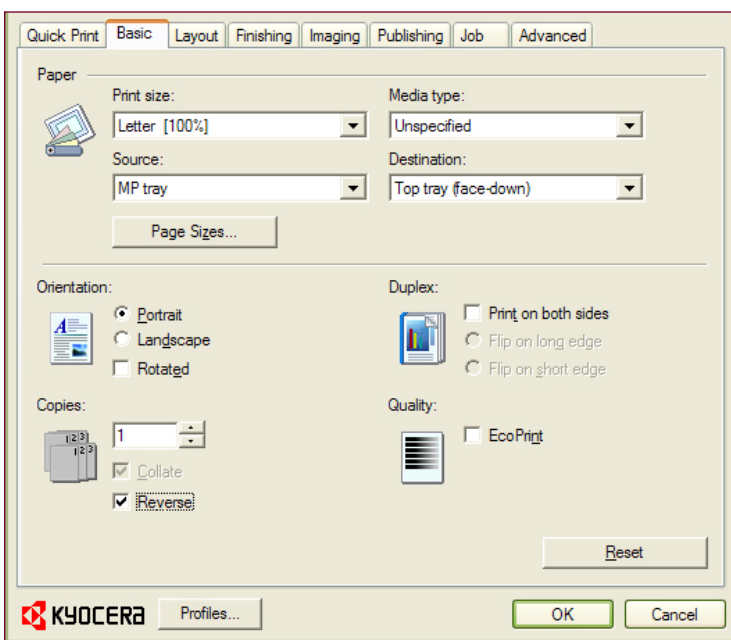 Quick Print Basic Layout Finishing Imaging Publishing Job Advanced
Paper
Print size: Media type:
Letter [100%] Unspecified
Source: Destination:
MP tray Top tray (face-down)
Page Sizes...
Orientation: Duplex:
Portrait Print on both sides
Landscape Flip on long edge
Rotated Flip on short edge
Copies: Quality:
1 EcoPrint
Collate
Reverse
123
123
Reset
KYOCERA Profiles... OK Cancel